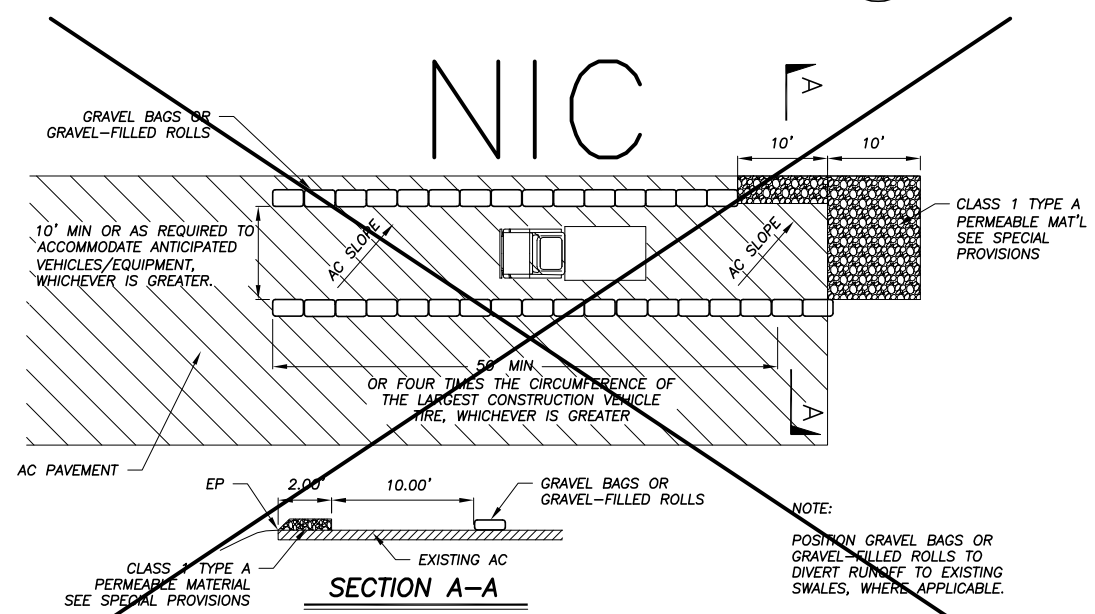 NIC
A
GRAVEL BAGS OR
GRAVEL-FILLED ROLLS
10'
10'
CLASS 1 TYPE A
PERMEABLE MAT'L
SEE SPECIAL
PROVISIONS
10' MIN OR AS REQUIRED TO
ACCOMMODATE ANTICIPATED
VEHICLES/EQUIPMENT,
WHICHEVER IS GREATER.
AC SLOPE
AC SLOPE
50' MIN
OR FOUR TIMES THE CIRCUMFERENCE OF
THE LARGEST CONSTRUCTION VEHICLE
TIRE, WHICHEVER IS GREATER
A
AC PAVEMENT
EP
2.00'
10.00'
GRAVEL BAGS OR
GRAVEL-FILLED ROLLS
CLASS 1 TYPE A
PERMEABLE MATERIAL
SEE SPECIAL PROVISIONS
EXISTING AC
SECTION A-A
NOTE:
POSITION GRAVEL BAGS OR
GRAVEL-FILLED ROLLS TO
DIVERT RUNOFF TO EXISTING
SWALES, WHERE APPLICABLE.